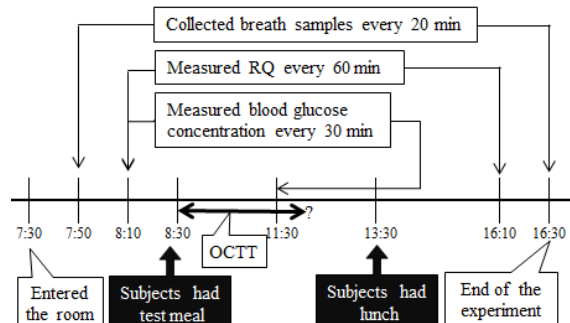 Collected breath samples every 20 min
Measured RQ every 60 min
Measured blood glucose
concentration every 30 min
?
7:30 7:50 8:10 8:30 11:30 13:30 16:10 16:30
OCTT
Entered
the room
Subjects had
test meal
Subjects had
lunch
End of the
experiment